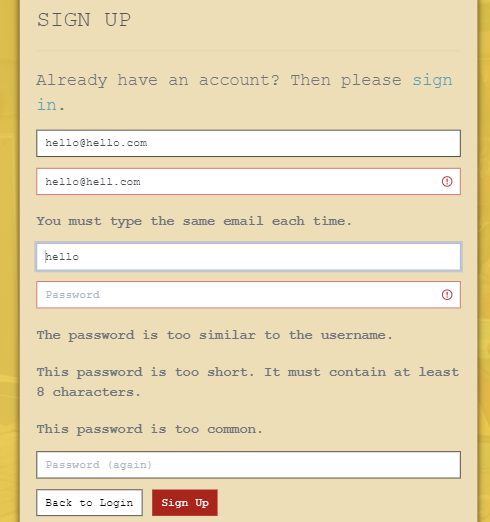 SIGN UP
Already have an account? Then please sign
in.
hello@hello.com
hello@hell.com
You must type the same email each time.
hello
Password
The password is too similar to the username.
This password is too short. It must contain at least
8 characters.
This password is too common.
Password (again)
Back to Login Sign Up